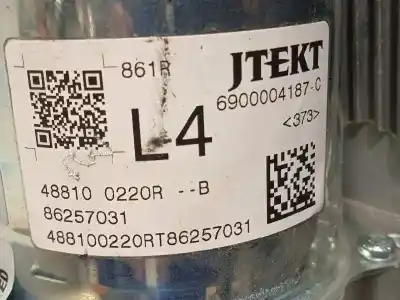 861R
JTEKT
6900004187-C
L4
<373>
48810 0220R --B
86257031
488100220RT86257031